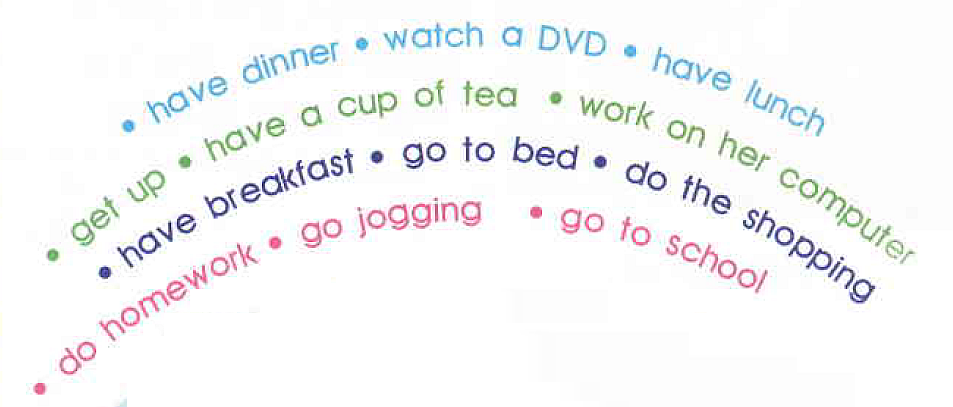 • have dinner • watch a DVD • have lunch
• get up • have a cup of tea • work on her computer
• have breakfast • go to bed • do the shopping
• do homework • go jogging • go to school